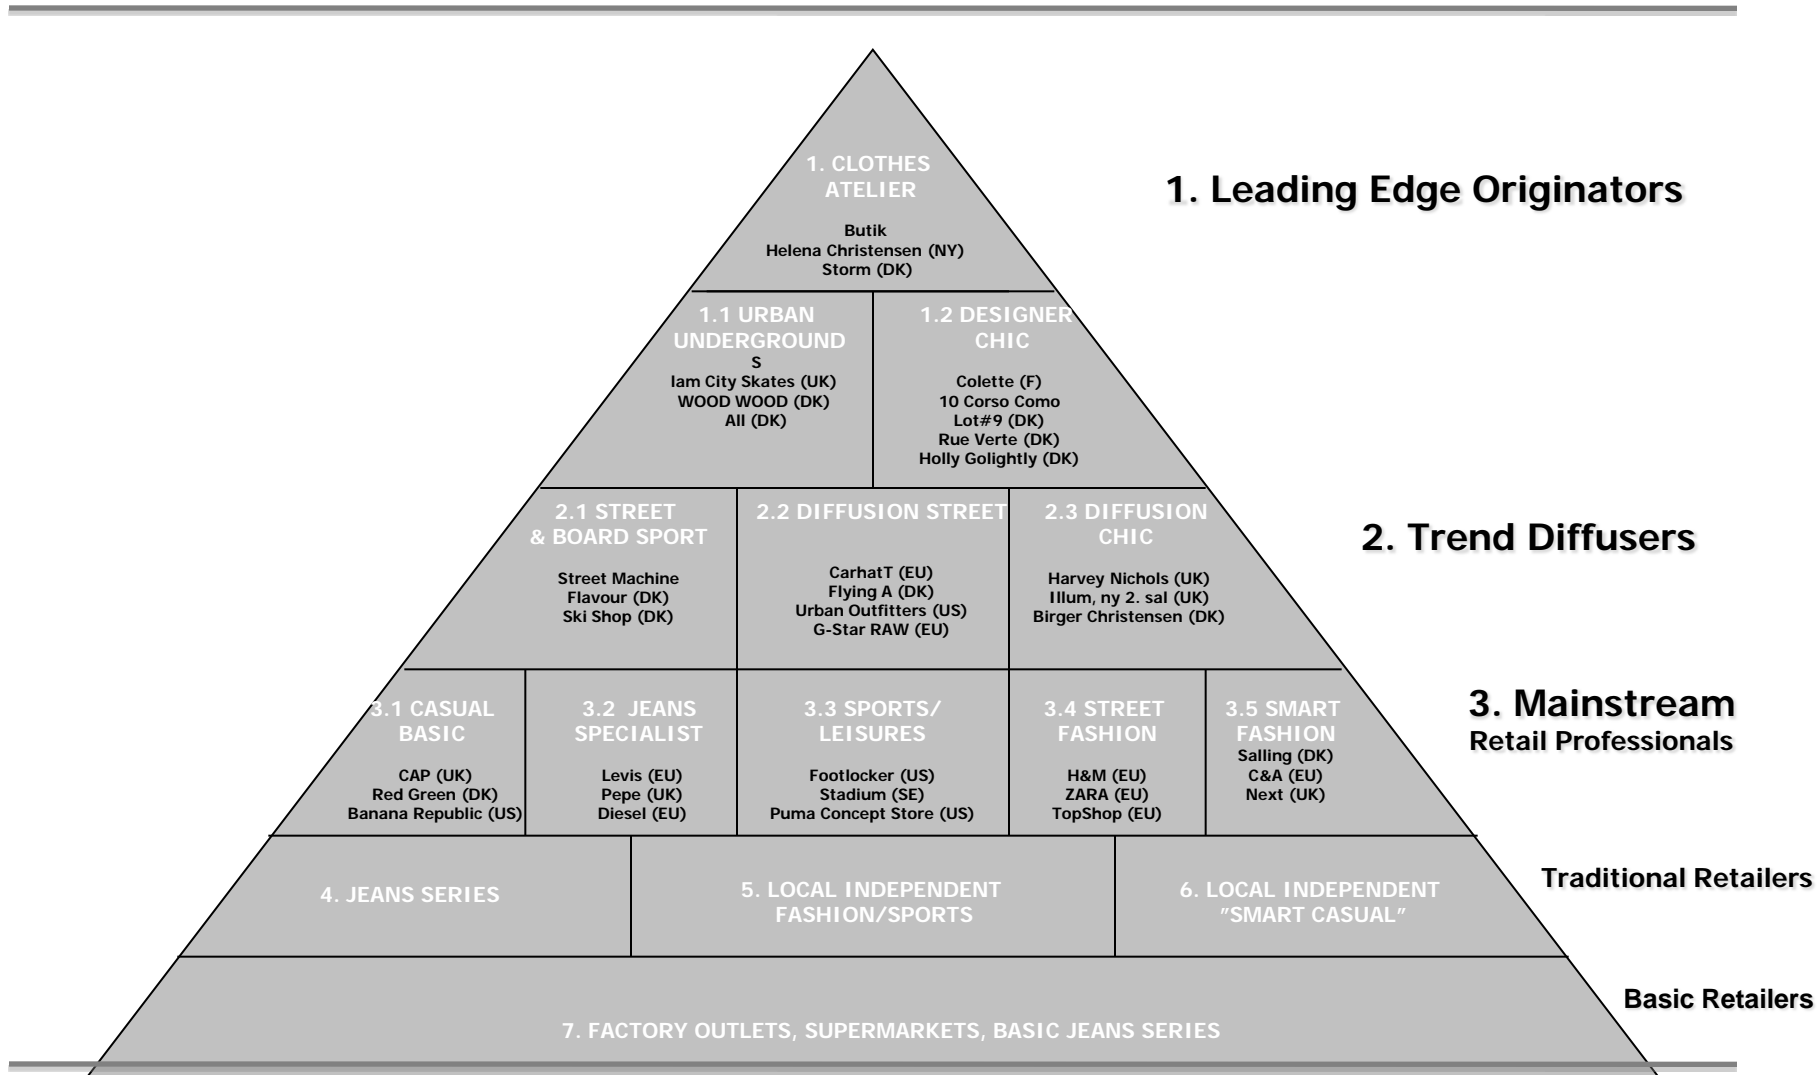 1. CLOTHES
ATELIER
Butik
Helena Christensen (NY)
Storm (DK)
1. Leading Edge Originators
1.1 URBAN
UNDERGROUND
S
lam City Skates (UK)
WOOD WOOD (DK)
All (DK)
1.2 DESIGNER
CHIC
Colette (F)
10 Corso Como
Lot#9 (DK)
Rue Verte (DK)
Holly Golightly (DK)
2.1 STREET
& BOARD SPORT
Street Machine
Flavour (DK)
Ski Shop (DK)
2.2 DIFFUSION STREET
CarhatT (EU)
Flying A (DK)
Urban Outfitters (US)
G-Star RAW (EU)
2.3 DIFFUSION
CHIC
Harvey Nichols (UK)
Illum, ny 2. sal (UK)
Birger Christensen (DK)
2. Trend Diffusers
3.1 CASUAL
BASIC
CAP (UK)
Red Green (DK)
Banana Republic (US)
3.2 JEANS
SPECIALIST
Levis (EU)
Pepe (UK)
Diesel (EU)
3.3 SPORTS/
LEISURES
Footlocker (US)
Stadium (SE)
Puma Concept Store (US)
3.4 STREET
FASHION
H&M (EU)
ZARA (EU)
TopShop (EU)
3.5 SMART
FASHION
Salling (DK)
C&A (EU)
Next (UK)
3. Mainstream
Retail Professionals
4. JEANS SERIES
5. LOCAL INDEPENDENT
FASHION/SPORTS
6. LOCAL INDEPENDENT
”SMART CASUAL”
Traditional Retailers
7. FACTORY OUTLETS, SUPERMARKETS, BASIC JEANS SERIES
Basic Retailers